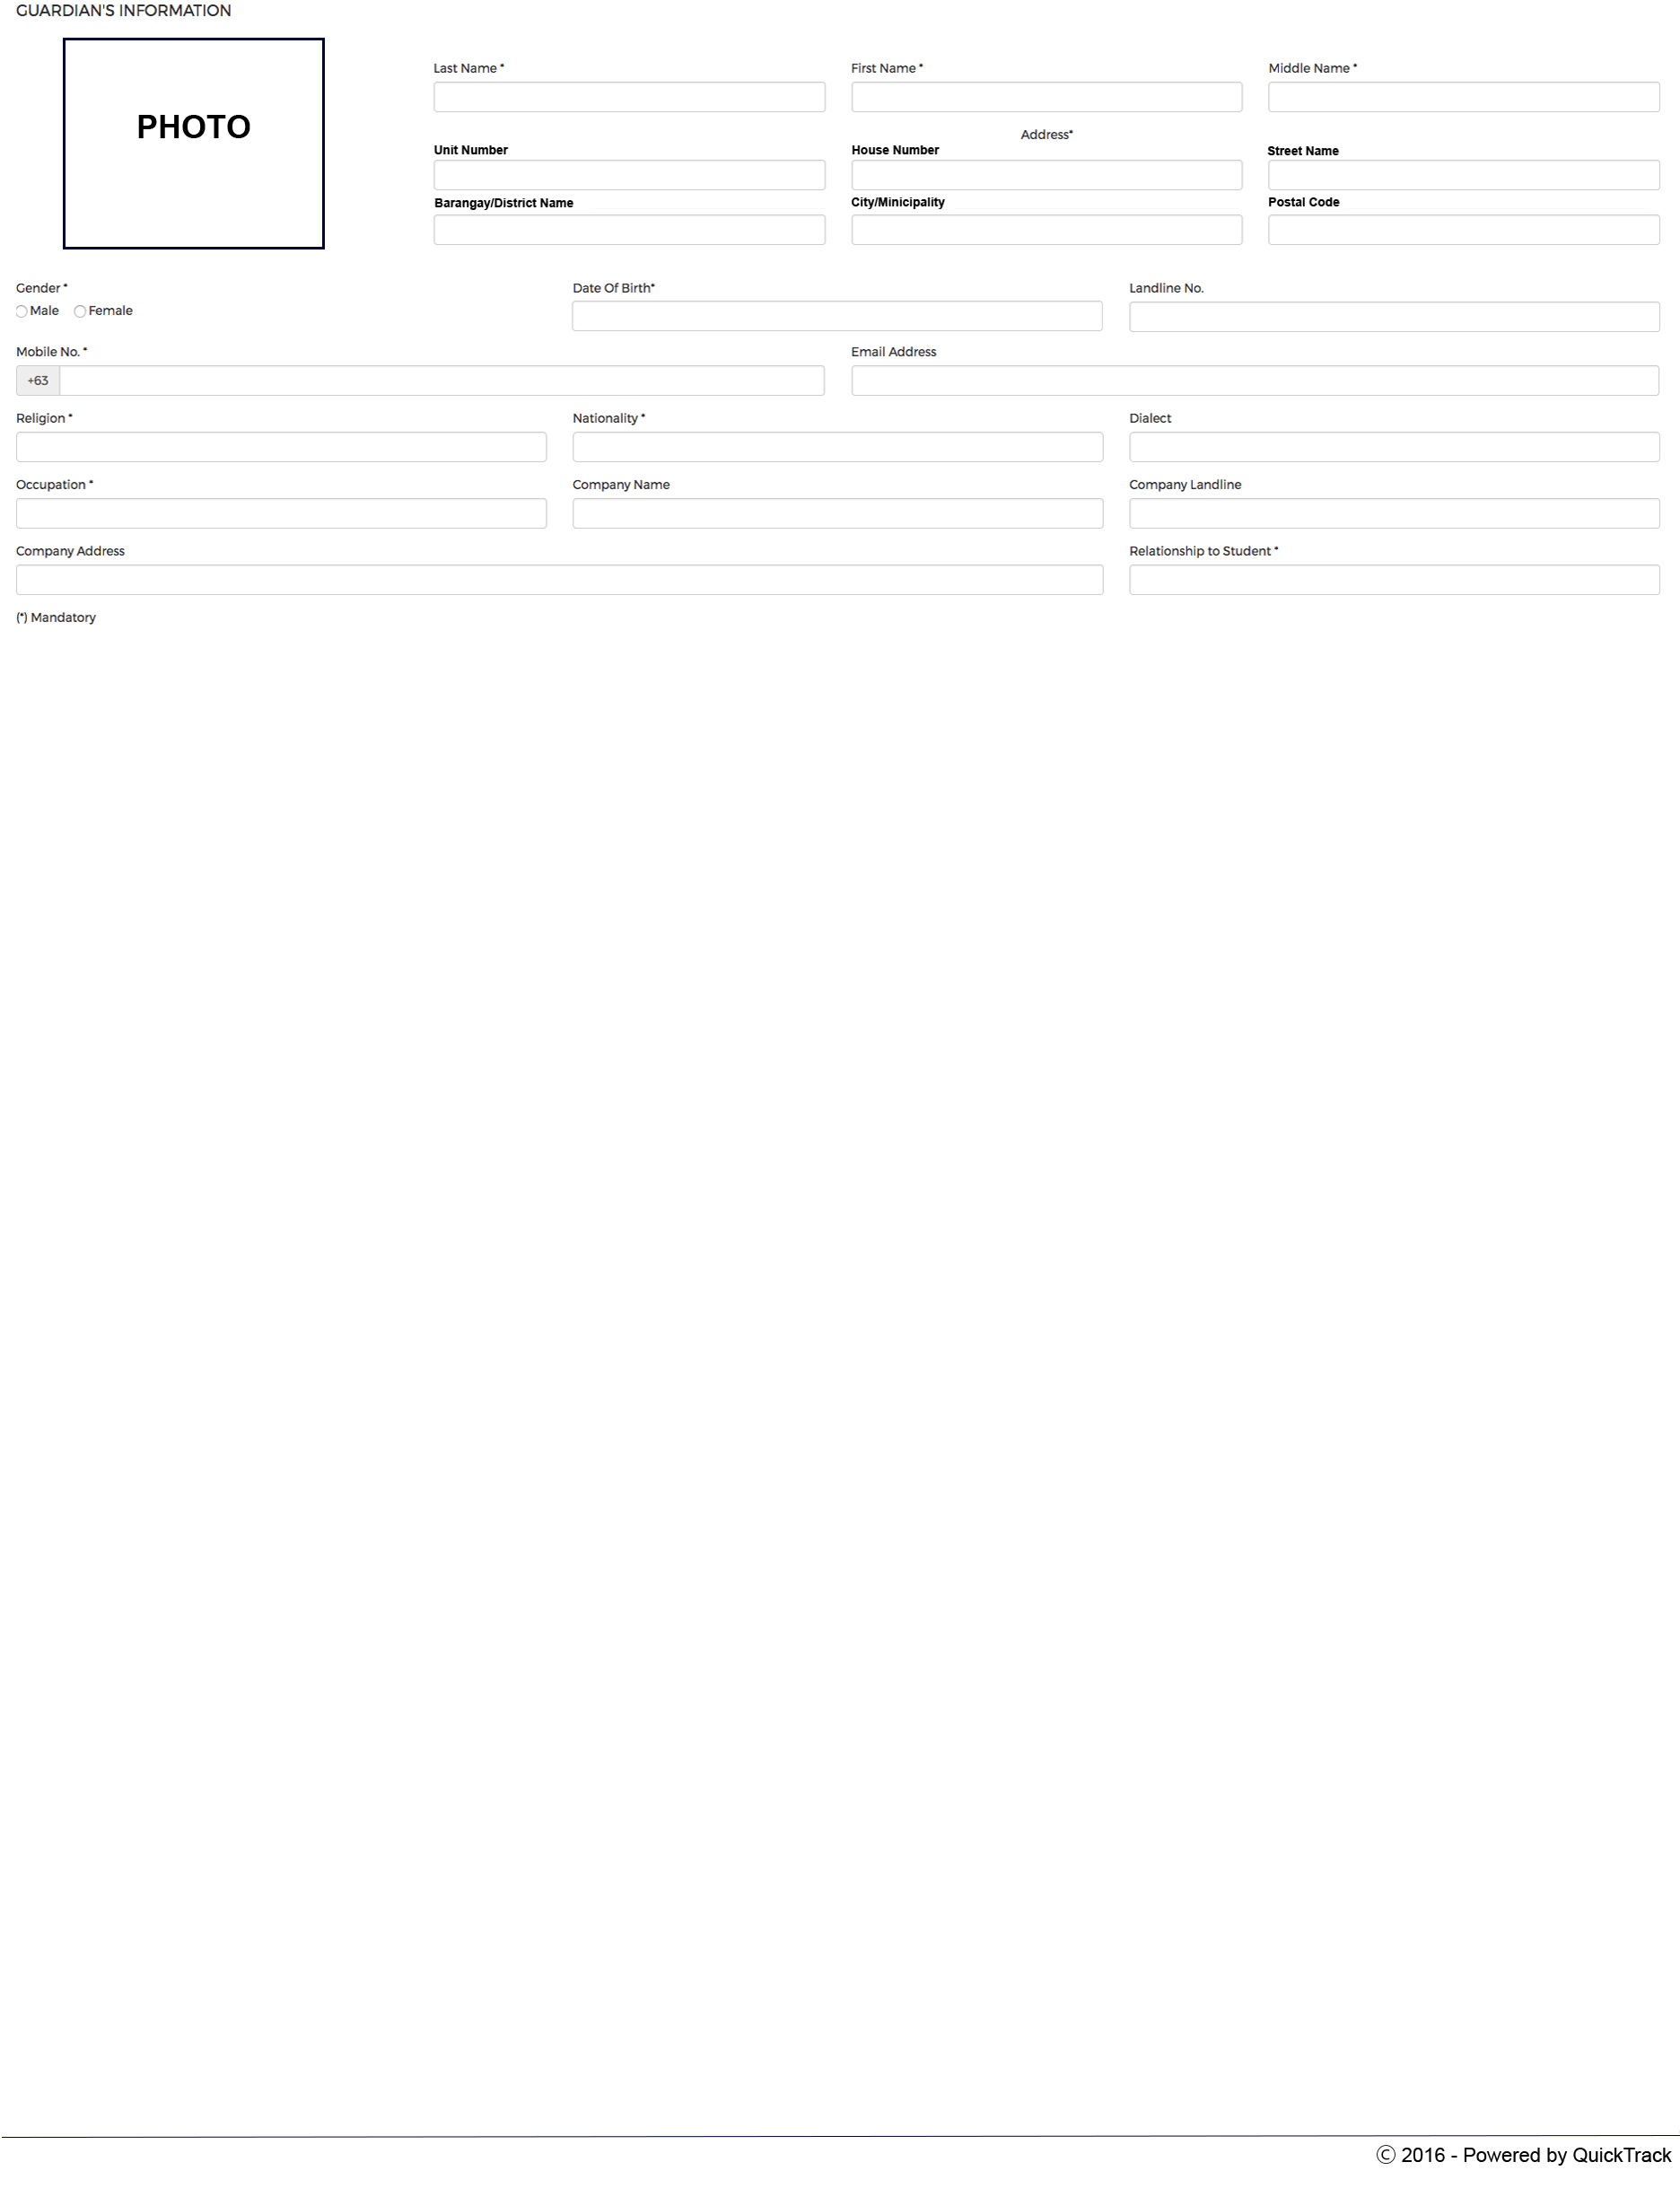 GUARDIAN'S INFORMATION
PHOTO
Last Name * First Name * Middle Name *
Address*
Unit Number House Number Street Name
Barangay/District Name City/Minicipality Postal Code
Gender * Date Of Birth* Landline No.
Male Female
Mobile No. * Email Address
+63
Religion * Nationality * Dialect
Occupation * Company Name Company Landline
Company Address Relationship to Student *
(*) Mandatory
© 2016 - Powered by QuickTrack